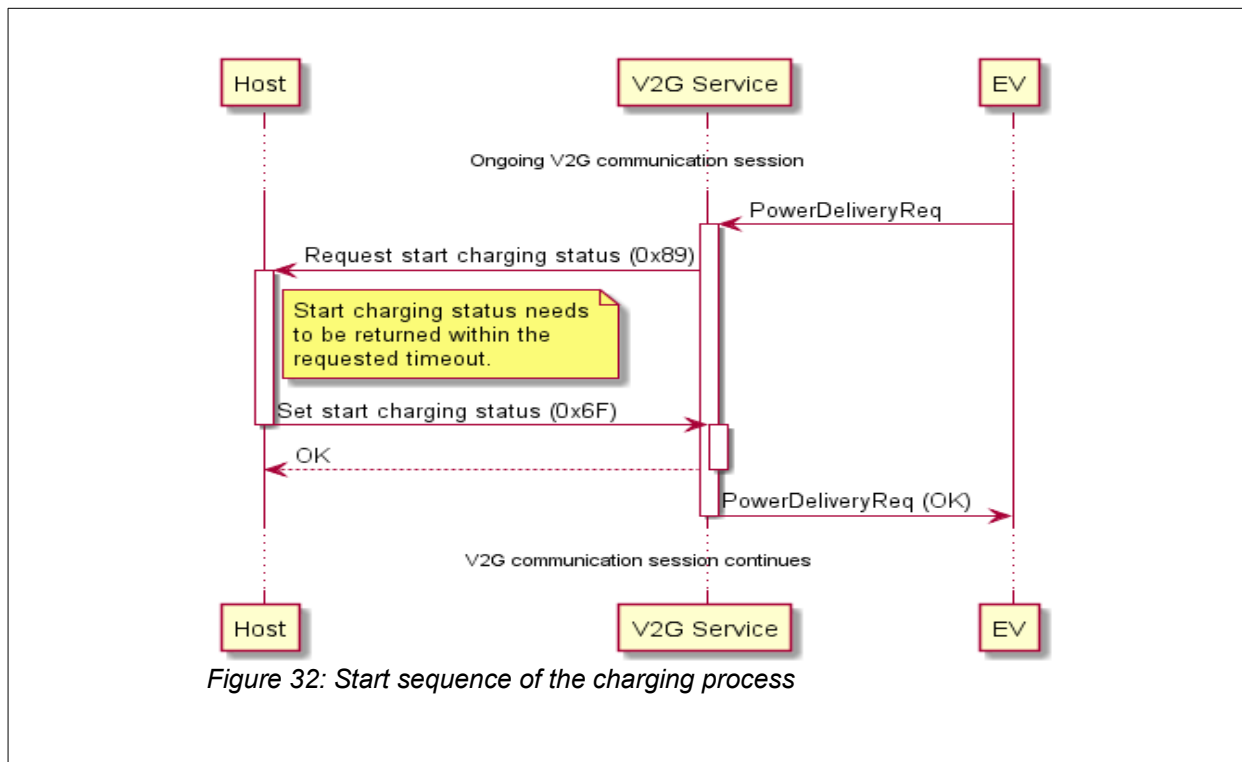 Host
V2G Service
EV
Ongoing V2G communication session
PowerDeliveryReq
Request start charging status (0x89)
Start charging status needs
to be returned within the
requested timeout.
Set start charging status (0x6F)
OK
PowerDeliveryReq (OK)
V2G communication session continues
Host
V2G Service
EV
Figure 32: Start sequence of the charging process